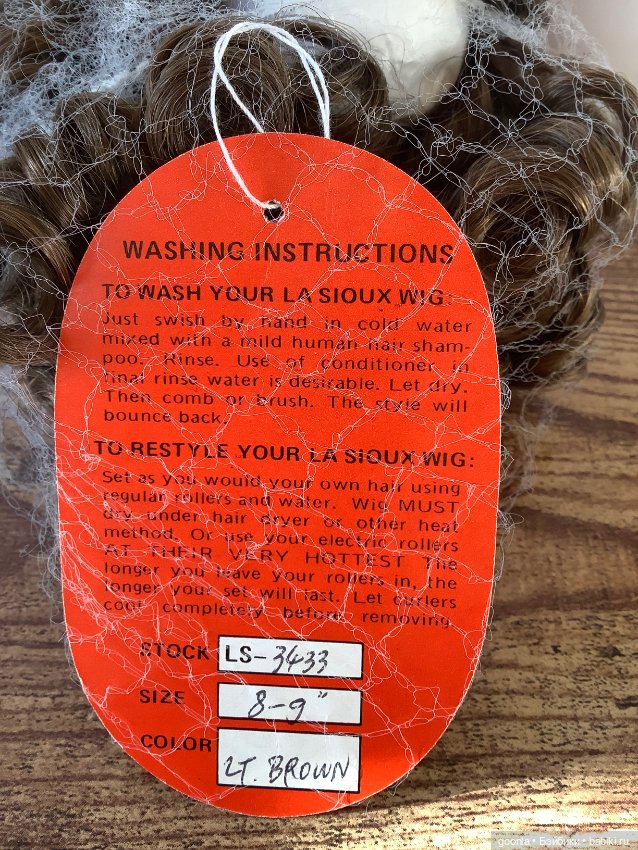 WASHING INSTRUCTIONS
TO WASH YOUR LA SIOUX WIG:
Just swish by hand in cold water
mixed with a mild human hair sham-
poo. Rinse. Use of conditioner in
final rinse water is desirable. Let dry.
Then comb or brush. The style will
bounce back.
TO RESTYLE YOUR LA SIOUX WIG:
Set as you would your own hair using
regular rollers and water. Wig MUST
dry under hair dryer or other heat
method. Or use your electric rollers
AT THEIR VERY HOTTEST The
longer you leave your rollers in, the
longer your set will last. Let curlers
cool completely before removing.
STOCK LS-3433
SIZE 8-9"
COLOR LT. BROWN
goonia • Бэйбики • babiki.ru